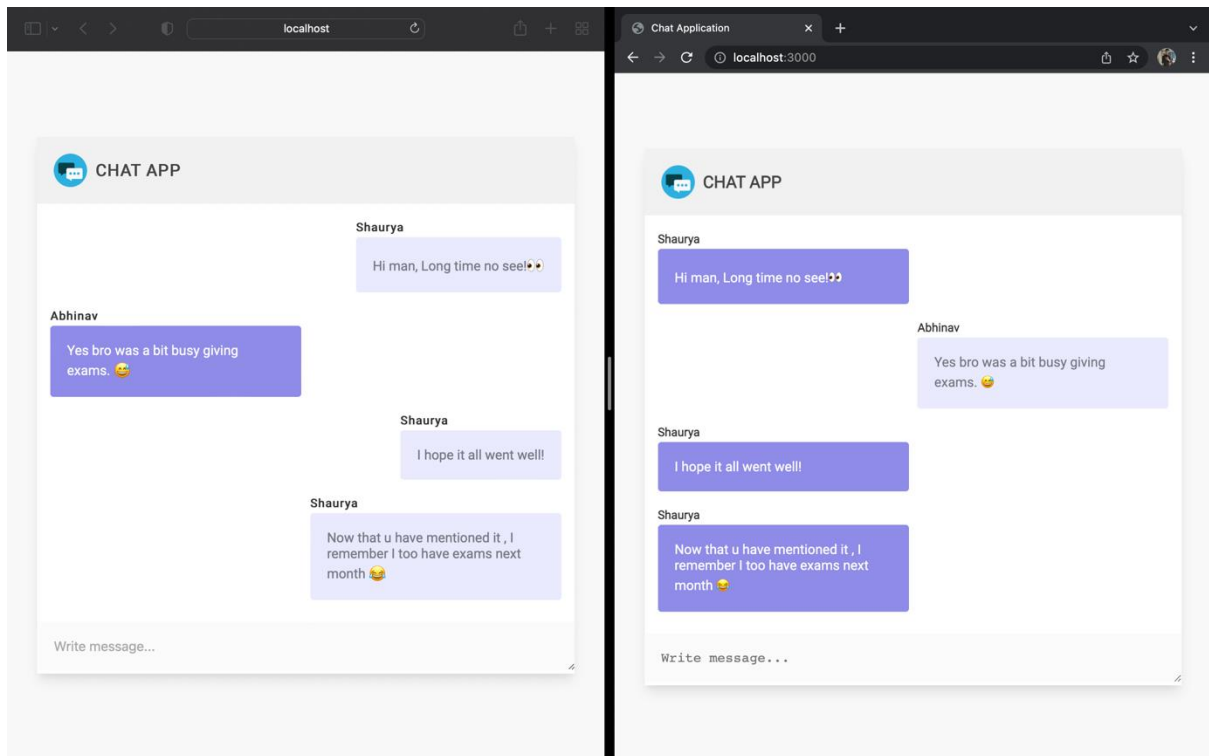 localhost
CHAT APP
Shaurya
Hi man, Long time no see!👀
Abhinav
Yes bro was a bit busy giving
exams. 😅
Shaurya
I hope it all went well!
Shaurya
Now that u have mentioned it , I
remember I too have exams next
month 😂
Write message...
Chat Application
localhost:3000
CHAT APP
Shaurya
Hi man, Long time no see!👀
Abhinav
Yes bro was a bit busy giving
exams. 😅
Shaurya
I hope it all went well!
Shaurya
Now that u have mentioned it , I
remember I too have exams next
month 😂
Write message...